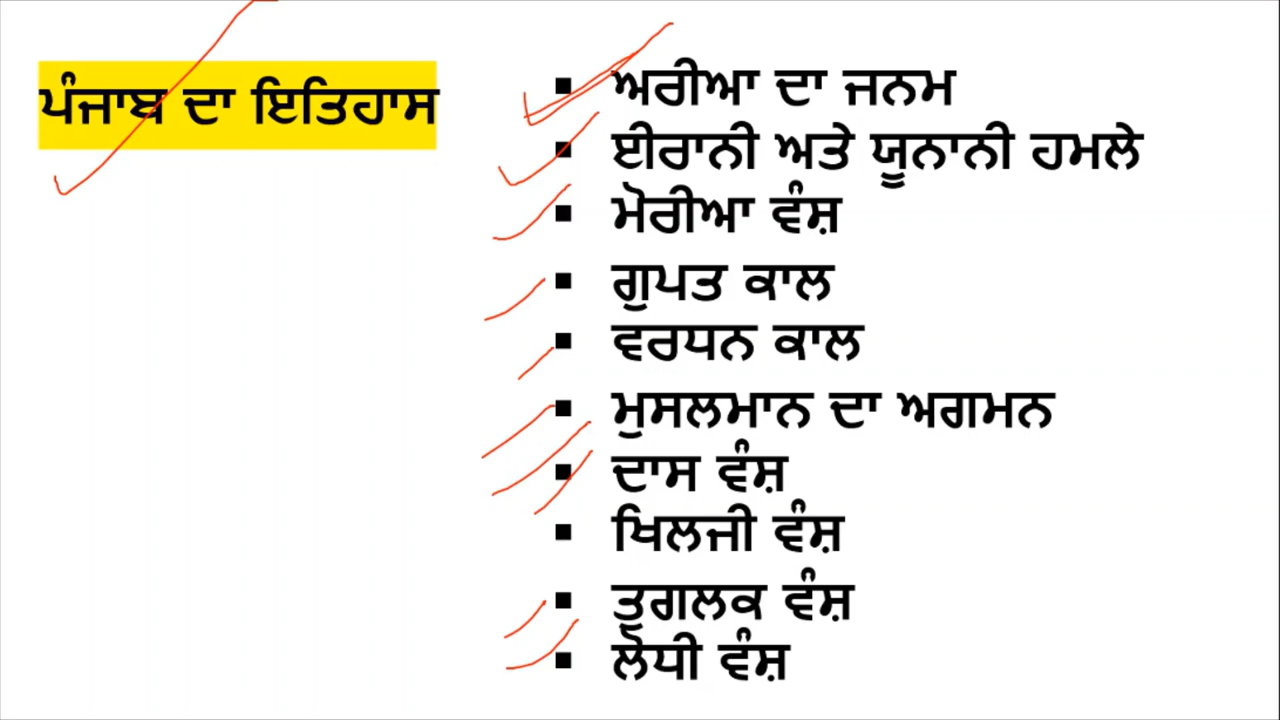 ਪੰਜਾਬ ਦਾ ਇਤਿਹਾਸ
ਅਰੀਆ ਦਾ ਜਨਮ
ਈਰਾਨੀ ਅਤੇ ਯੂਨਾਨੀ ਹਮਲੇ
ਮੋਰੀਆ ਵੰਸ਼
ਗੁਪਤ ਕਾਲ
ਵਰਧਨ ਕਾਲ
ਮੁਸਲਮਾਨ ਦਾ ਅਗਮਨ
ਦਾਸ ਵੰਸ਼
ਖਿਲਜੀ ਵੰਸ਼
ਤੁਗਲਕ ਵੰਸ਼
ਲੋਧੀ ਵੰਸ਼